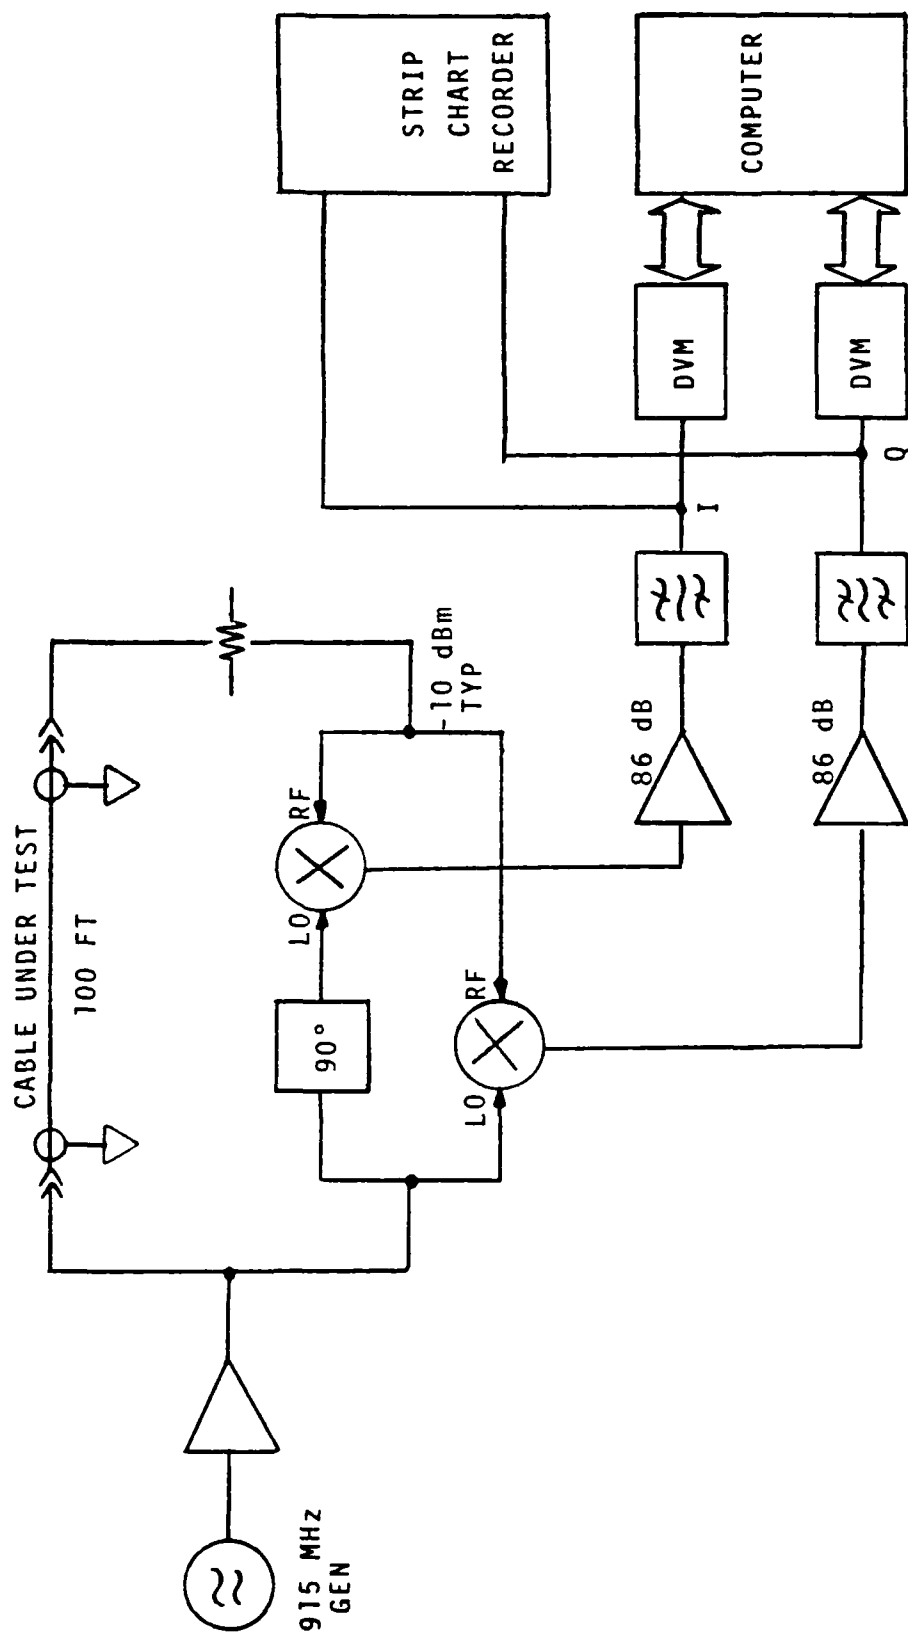 CABLE UNDER TEST
100 FT
915 MHz
GEN
90°
LO
RF
LO
RF
-10 dBm
TYP
86 dB
86 dB
I
Q
STRIP
CHART
RECORDER
DVM
DVM
COMPUTER